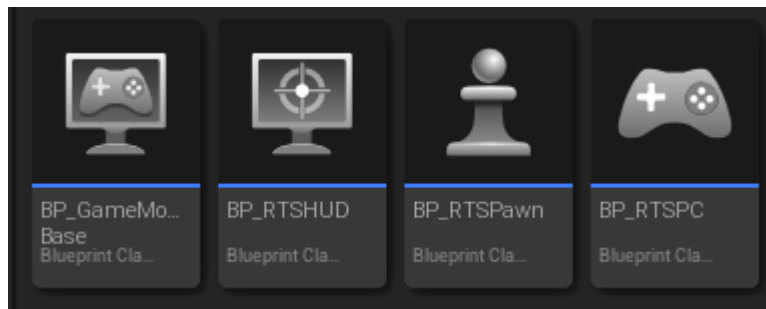 BP_GameMo...
Base
Blueprint Cla...
BP_RTSHUD
Blueprint Cla...
BP_RTSPawn
Blueprint Cla...
BP_RTSPC
Blueprint Cla...